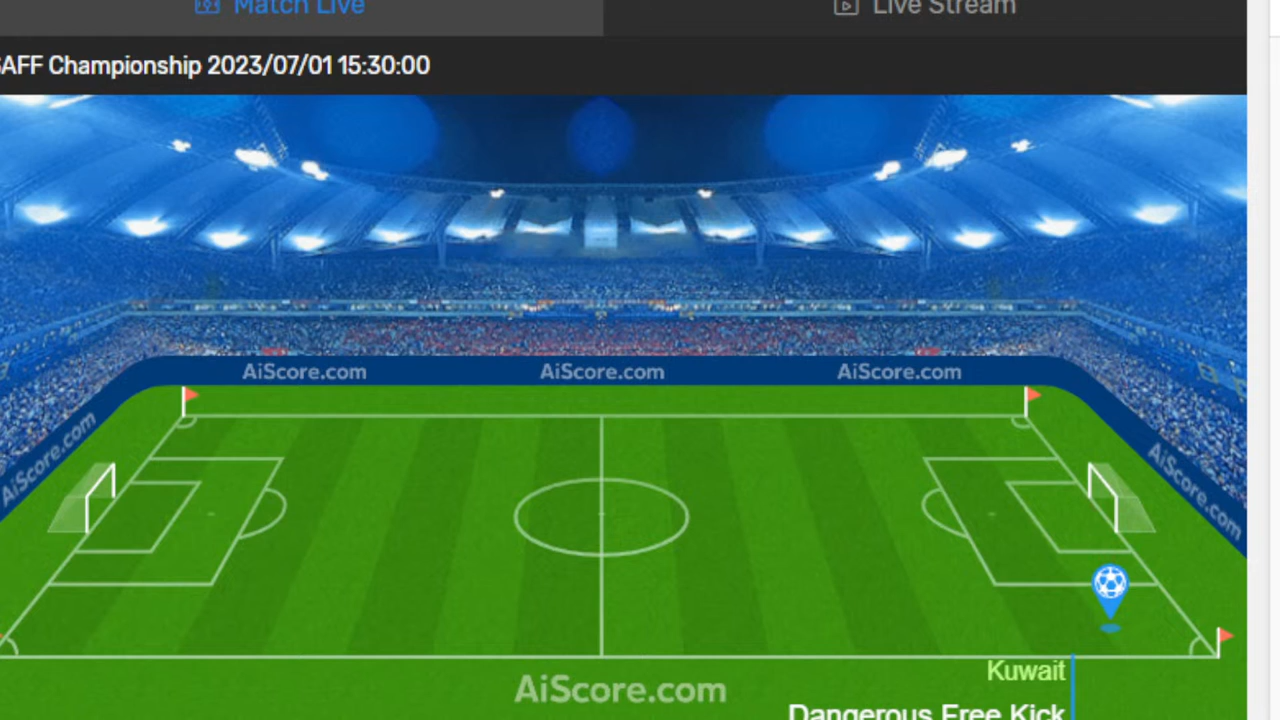 Match Live
Live Stream
SAFF Championship 2023/07/01 15:30:00
AiScore.com AiScore.com AiScore.com
AiScore.com
AiScore.com
Kuwait
AiScore.com
Dangerous Free Kick